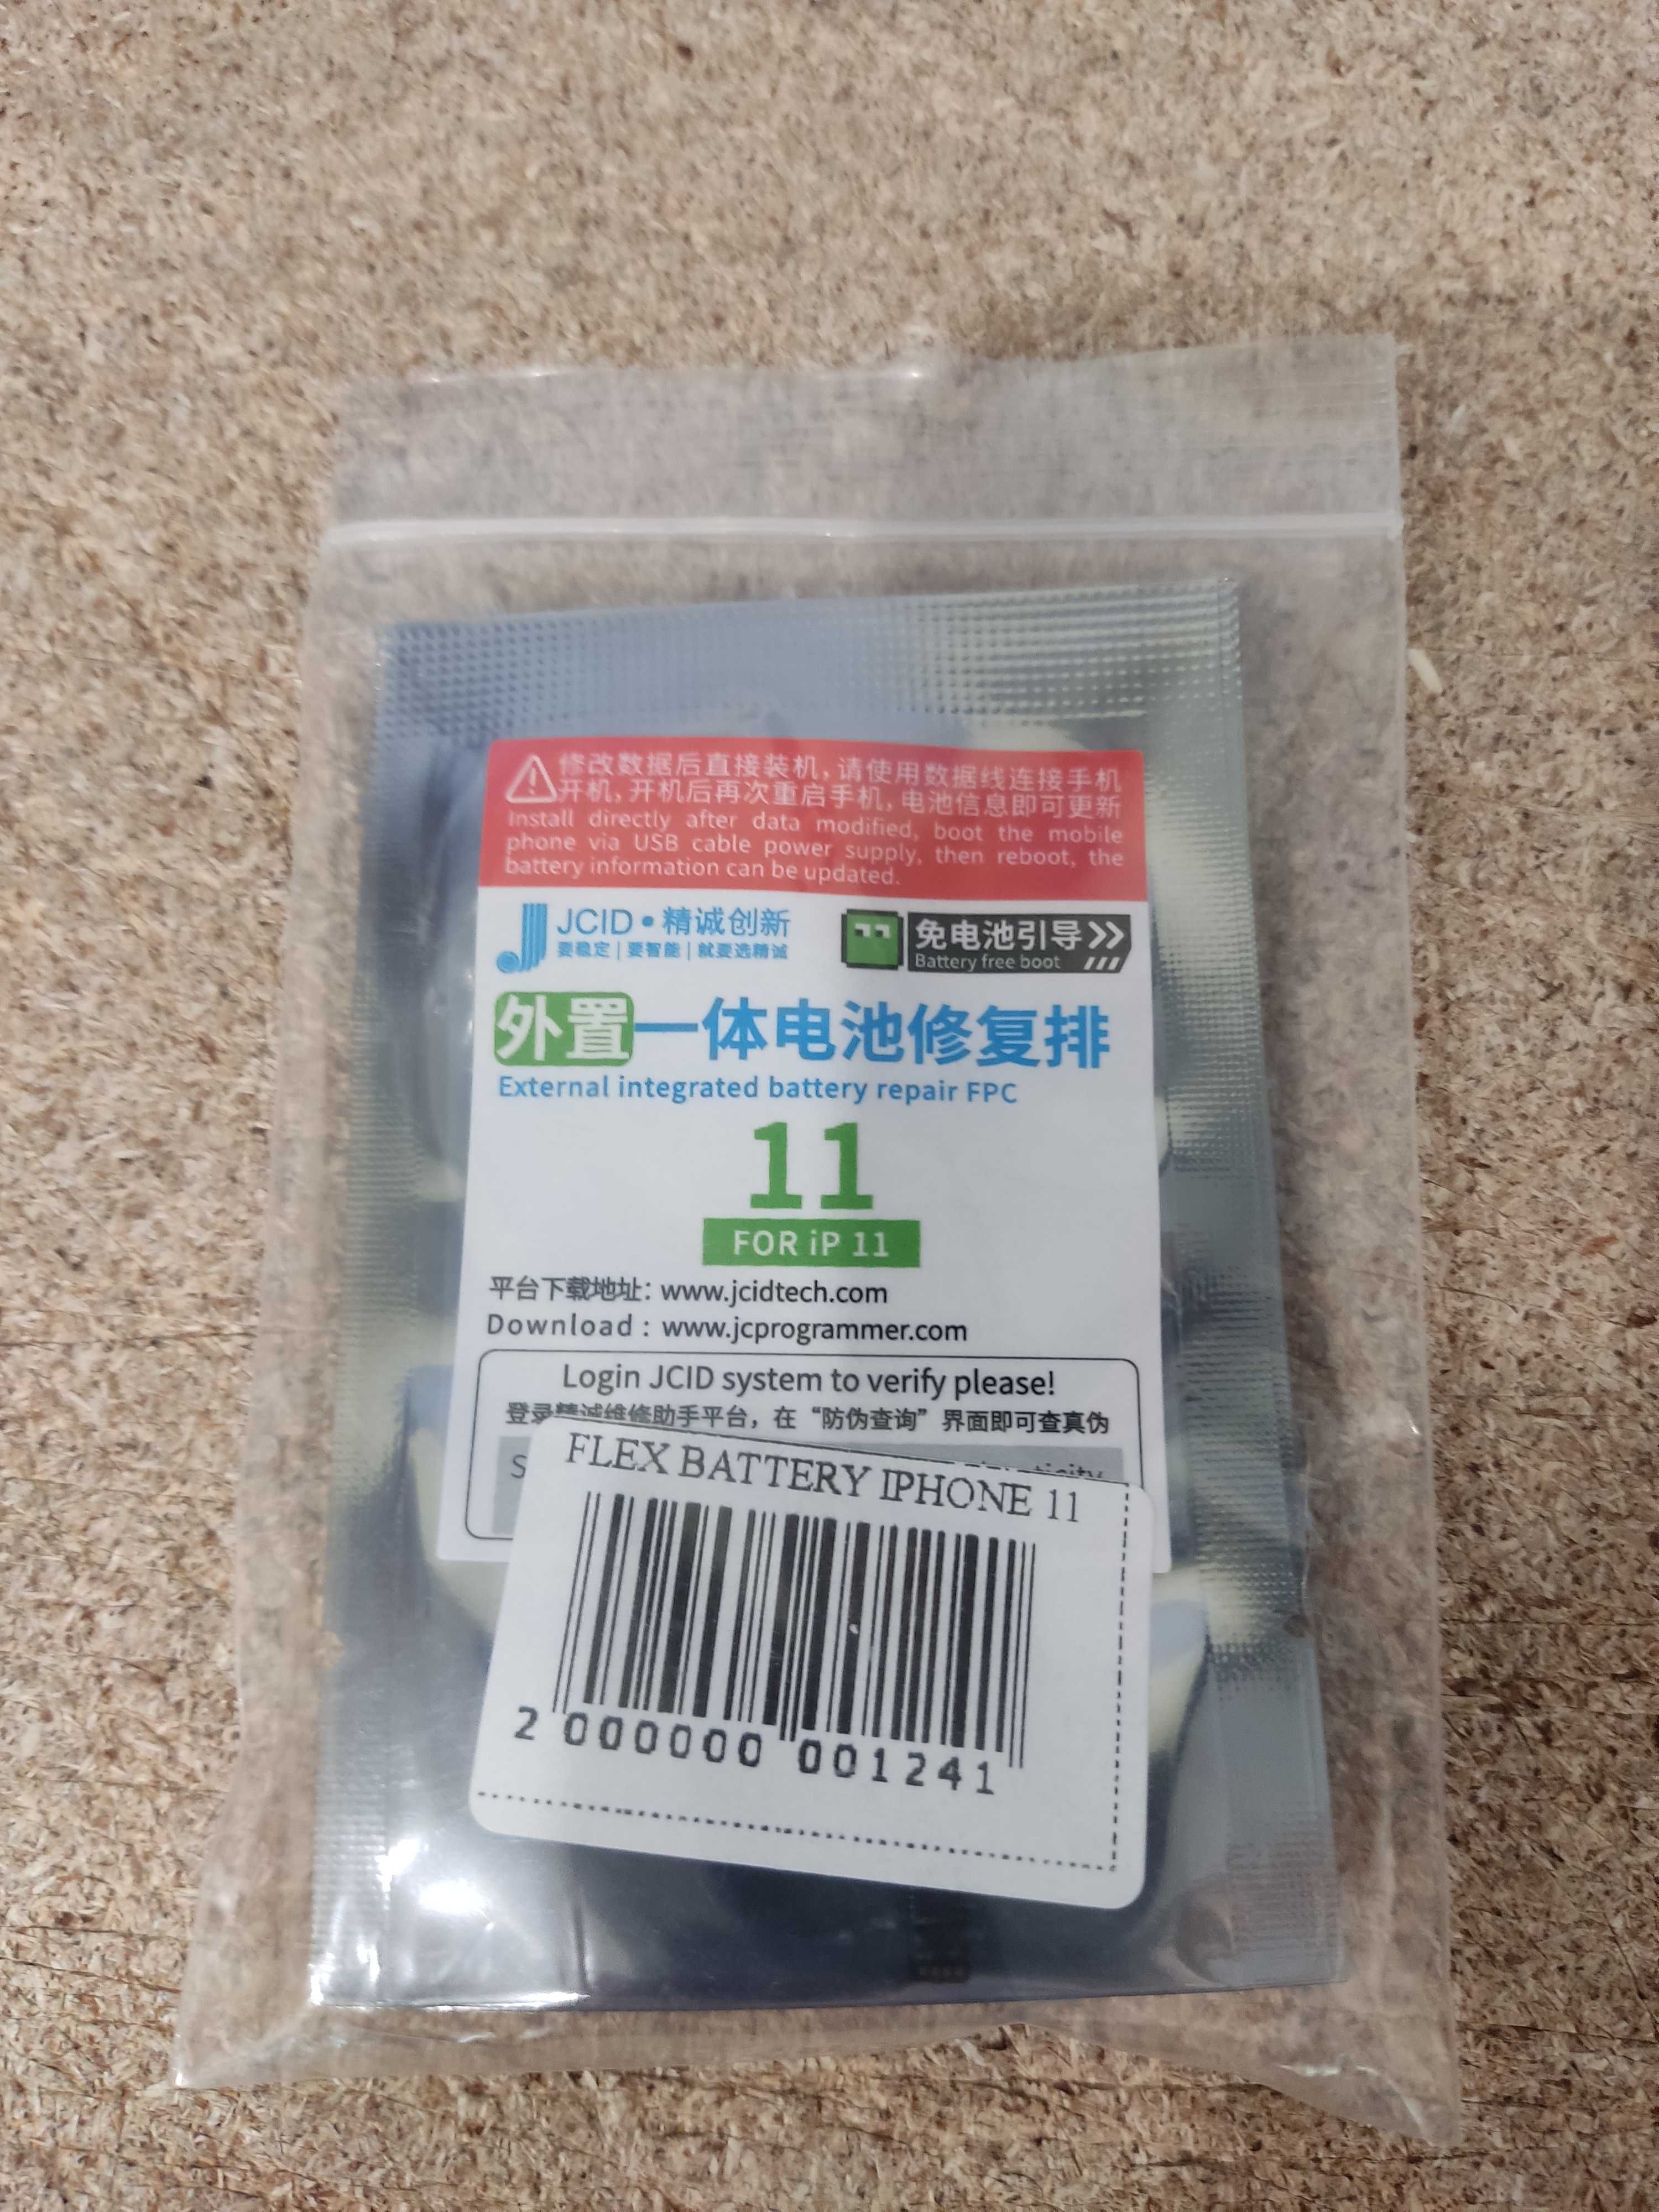 修改数据后直接装机，请使用数据线连接手机
开机，开机后再次重启手机，电池信息即可更新
Install directly after data modified, boot the mobile
phone via USB cable power supply, then reboot, the
battery information can be updated.
JCID•精诚创新
要稳定|要智能|就要选精诚
免电池引导
Battery free boot
外置一体电池修复排
External integrated battery repair FPC
11
FOR iP 11
平台下载地址：www.jcidtech.com
Download : www.jcprogrammer.com
Login JCID system to verify please!
登录精诚维修助手平台，在“防伪查询”界面即可查真伪
FLEX BATTERY IPHONE 11
2 000000 001241